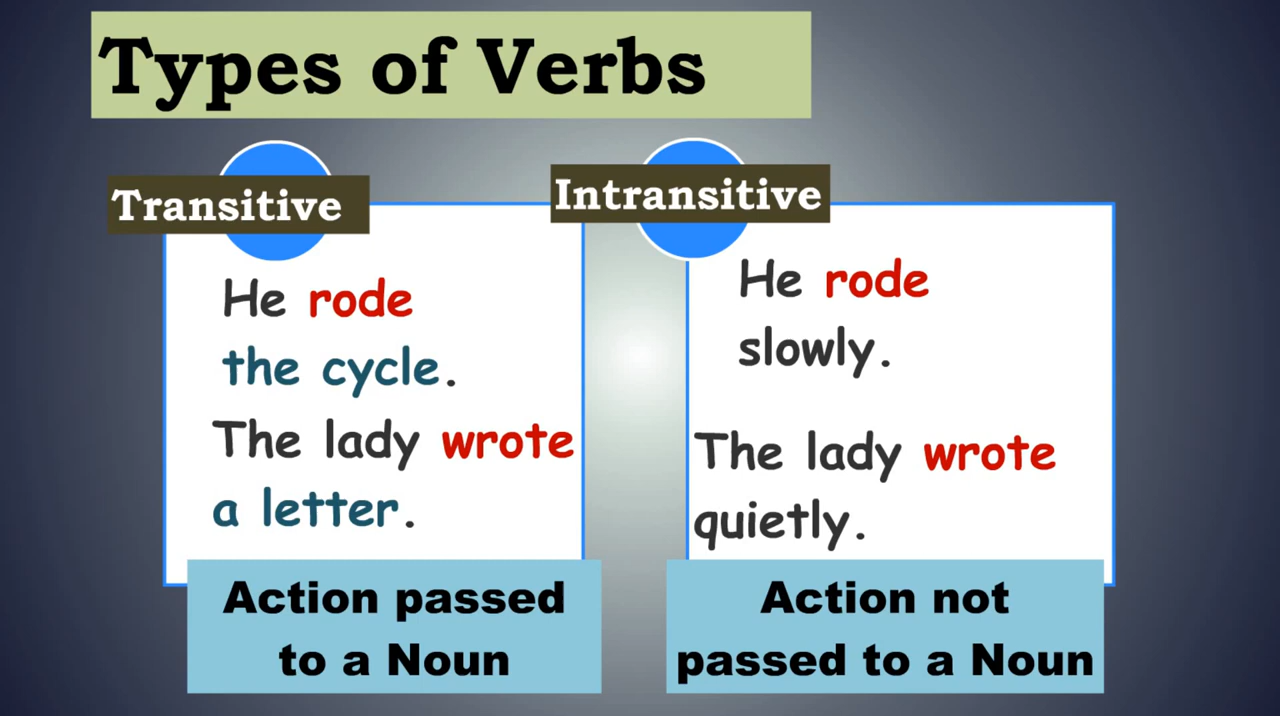 Types of Verbs
Transitive
He rode
the cycle.
The lady wrote
a letter.
Action passed
to a Noun
Intransitive
He rode
slowly.
The lady wrote
quietly.
Action not
passed to a Noun